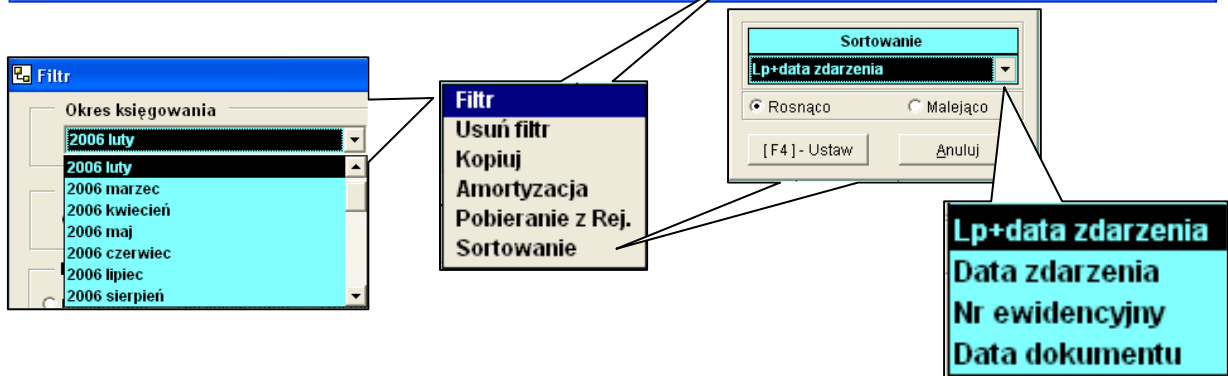 Filtr
Okres księgowania
2006 luty
2006 luty
2006 marzec
2006 kwiecień
2006 maj
2006 czerwiec
2006 lipiec
2006 sierpień
Filtr
Usuń filtr
Kopiuj
Amortyzacja
Pobieranie z Rej.
Sortowanie
Sortowanie
Lp+data zdarzenia
Rosnąco Malejąco
[ F4 ] - Ustaw Anuluj
Lp+data zdarzenia
Data zdarzenia
Nr ewidencyjny
Data dokumentu